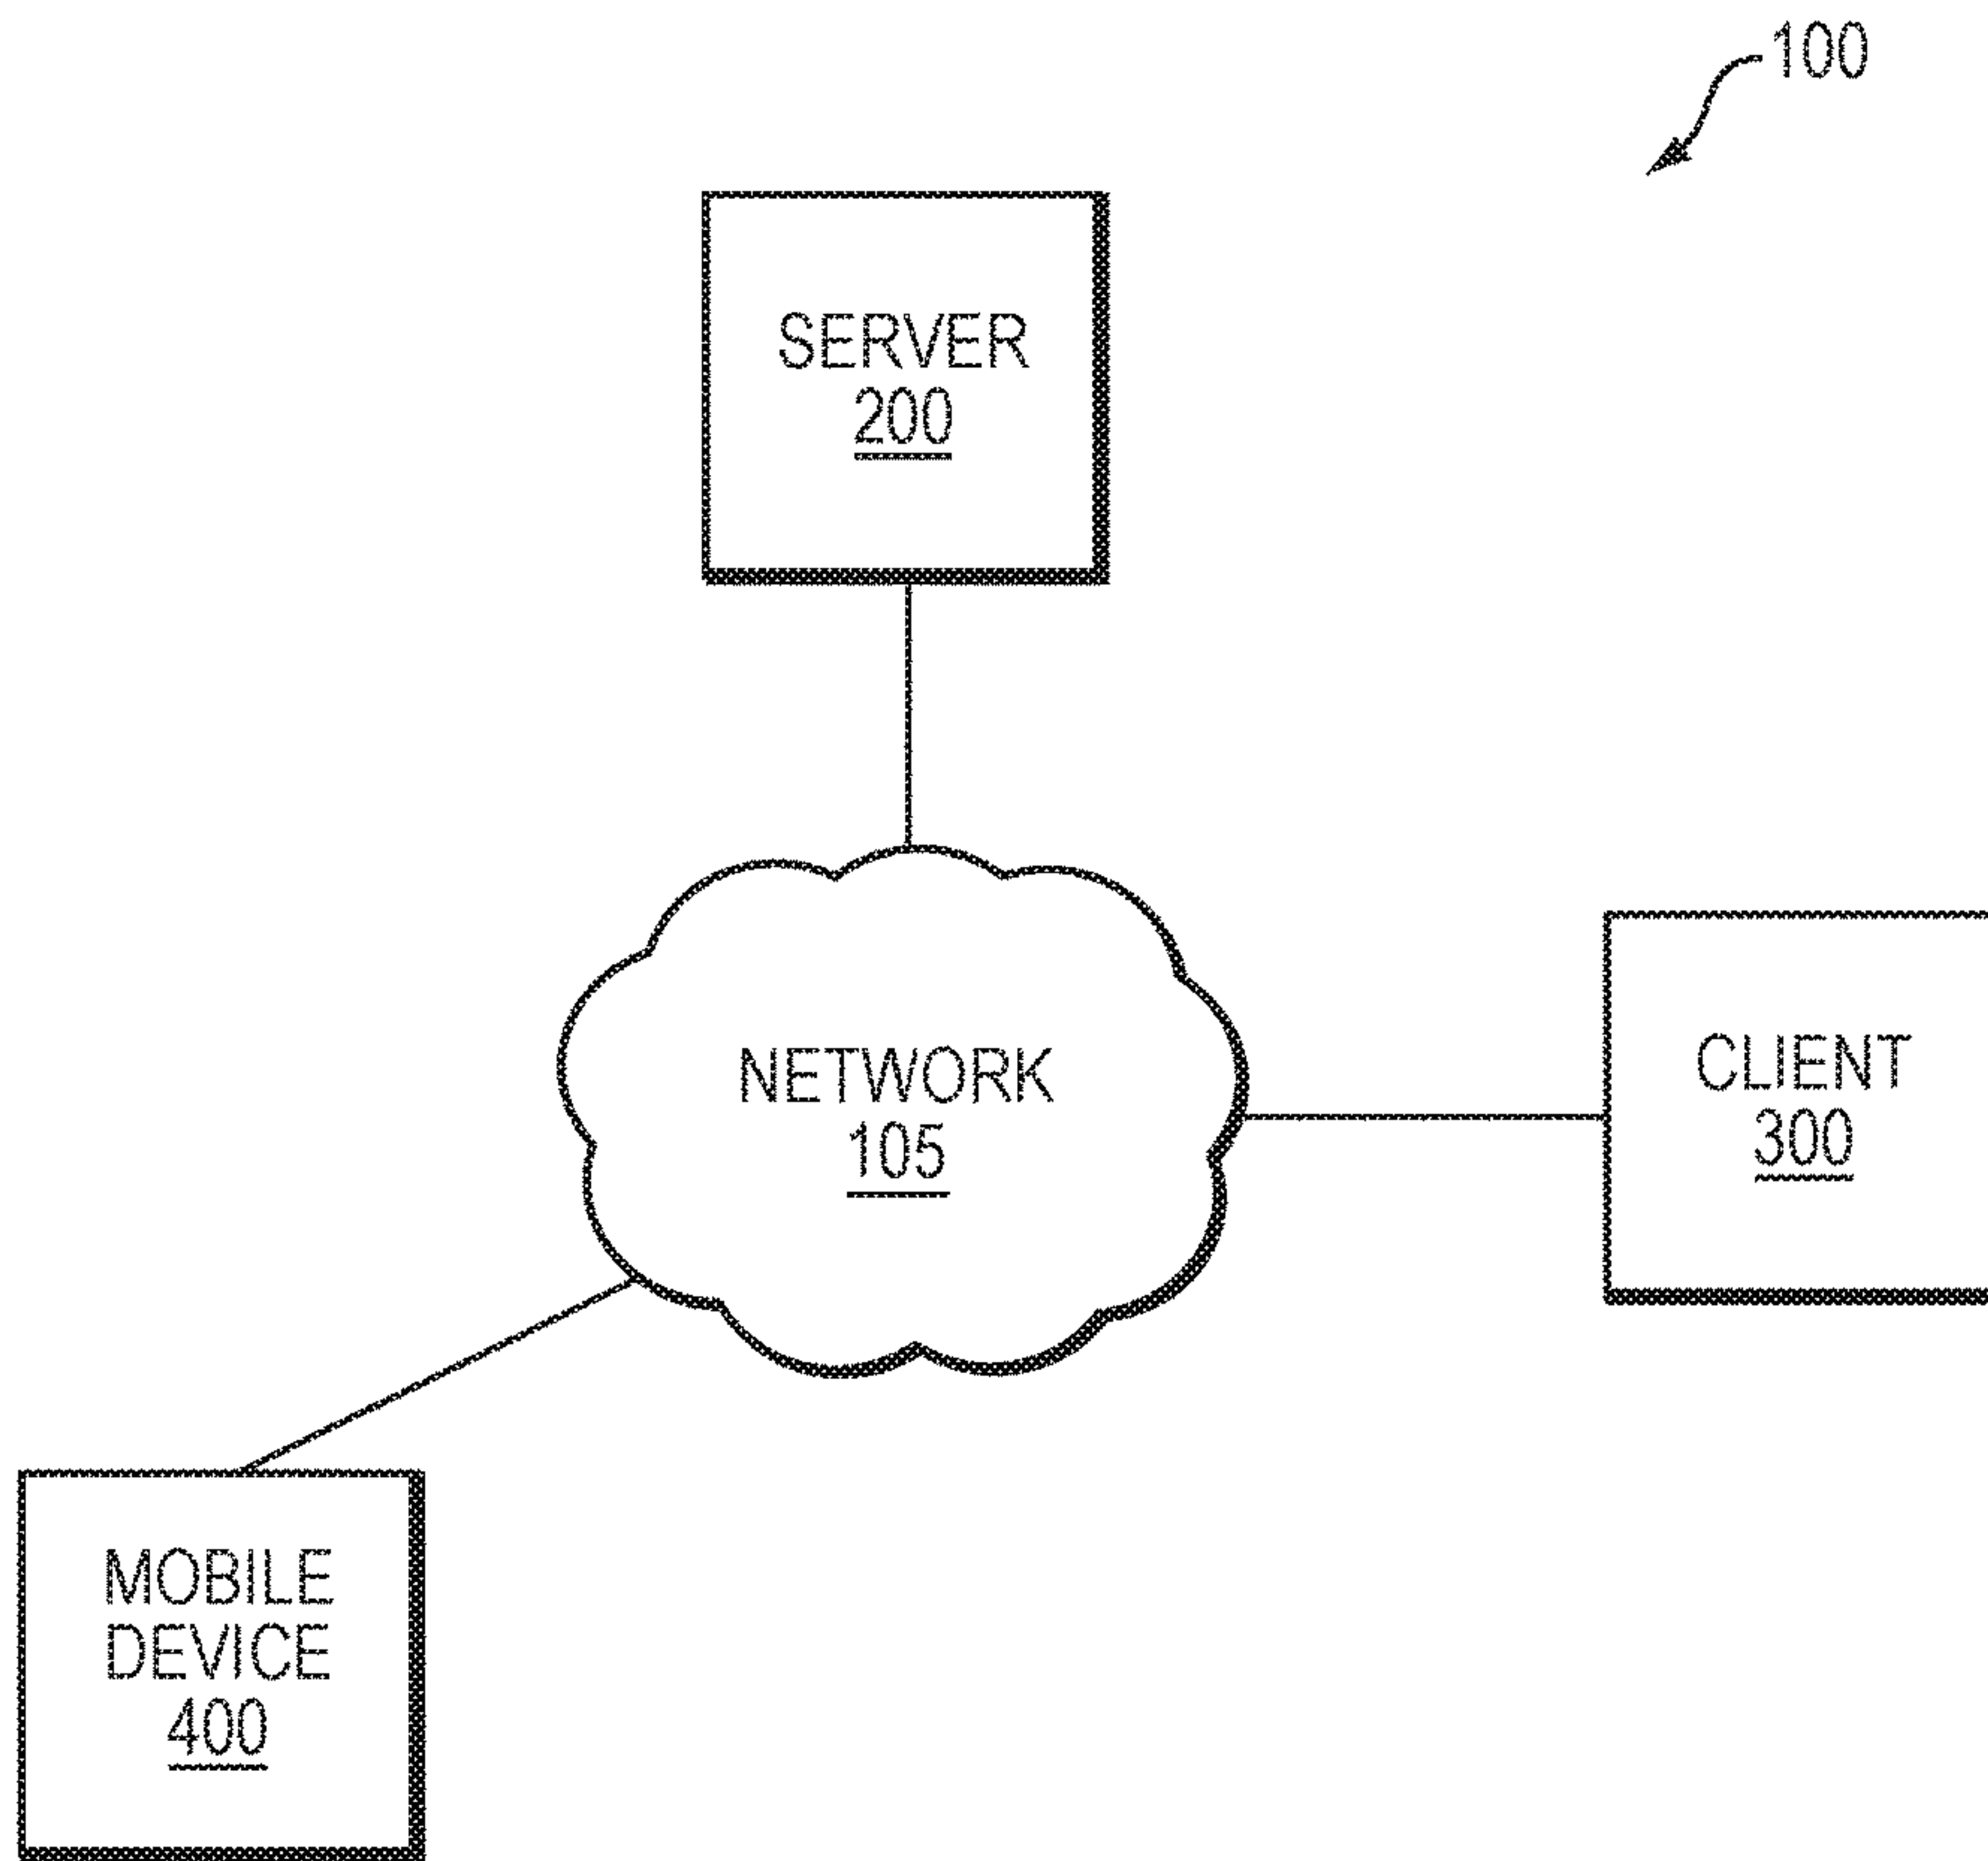 100
SERVER
200
NETWORK
105
CLIENT
300
MOBILE
DEVICE
400